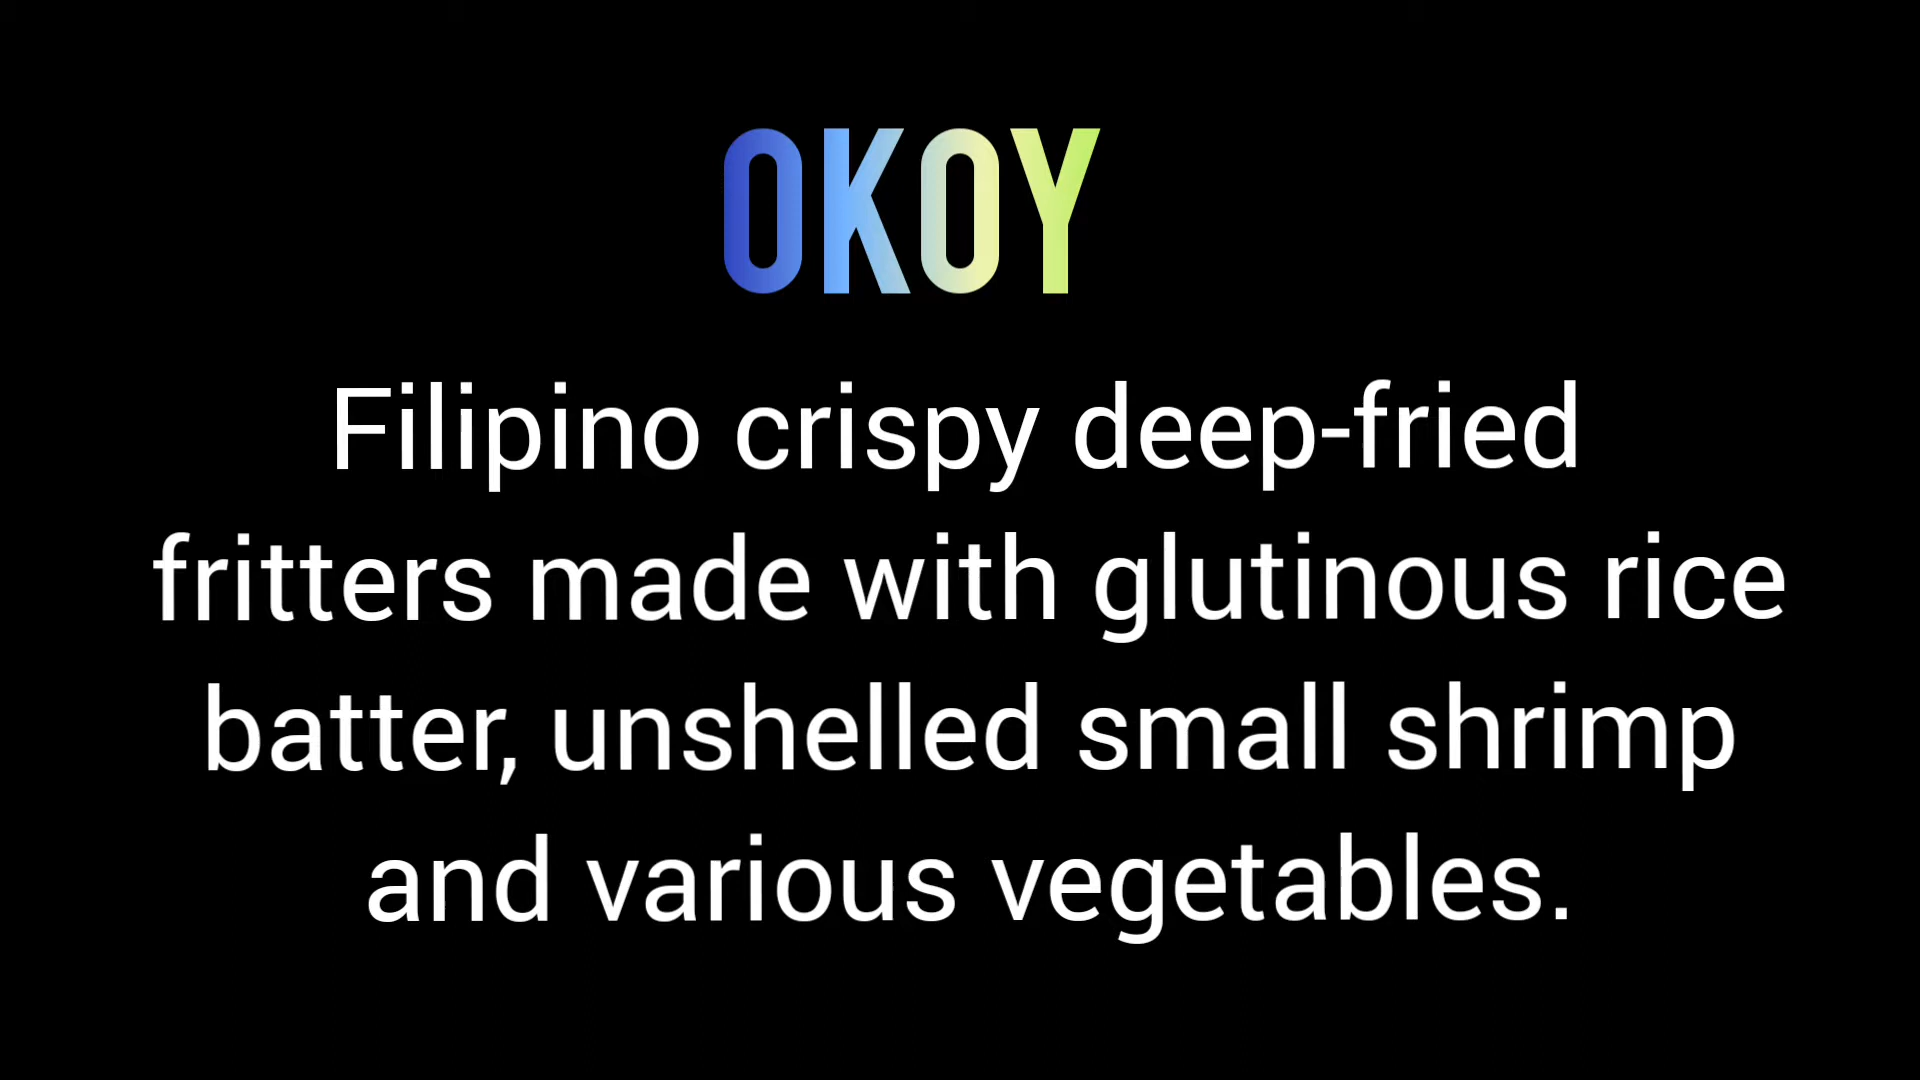 OKOY
Filipino crispy deep-fried
fritters made with glutinous rice
batter, unshelled small shrimp
and various vegetables.